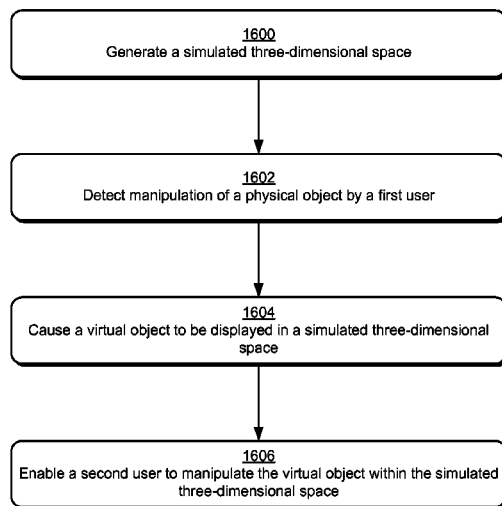 1600
Generate a simulated three-dimensional space
1602
Detect manipulation of a physical object by a first user
1604
Cause a virtual object to be displayed in a simulated three-dimensional
space
1606
Enable a second user to manipulate the virtual object within the simulated
three-dimensional space